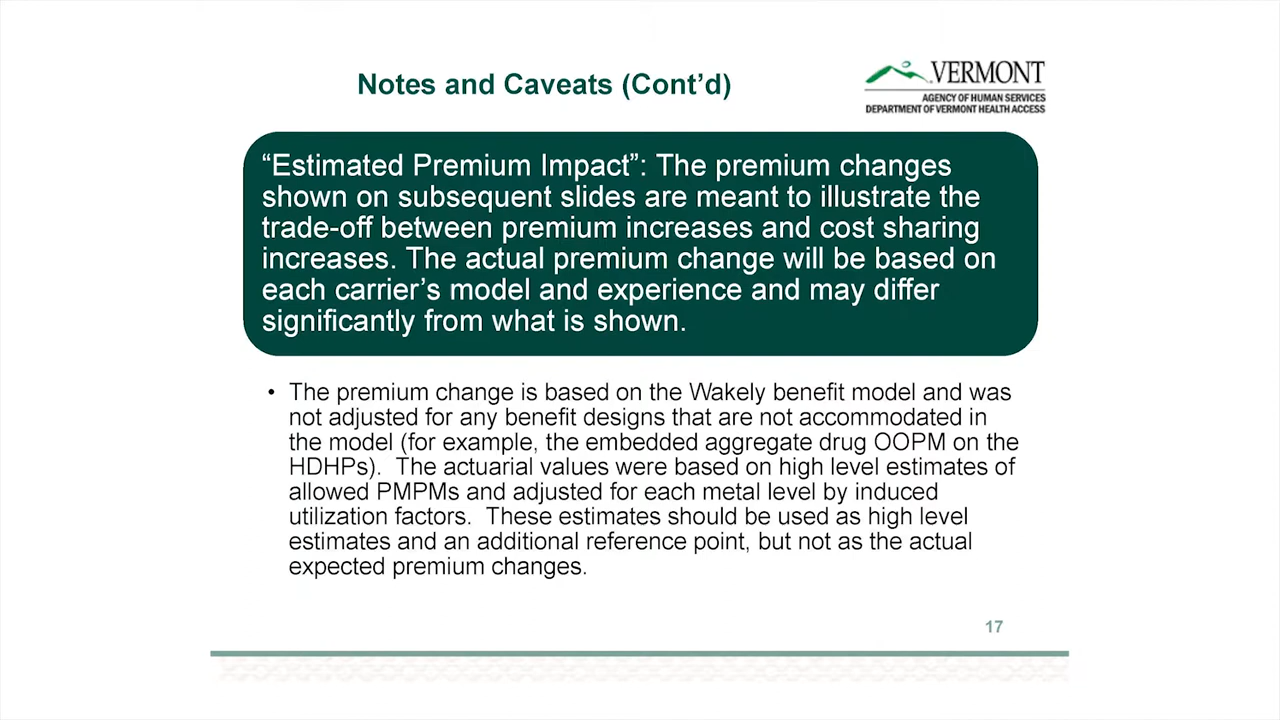 Notes and Caveats (Cont’d)
VERMONT
AGENCY OF HUMAN SERVICES
DEPARTMENT OF VERMONT HEALTH ACCESS
“Estimated Premium Impact”: The premium changes
shown on subsequent slides are meant to illustrate the
trade-off between premium increases and cost sharing
increases. The actual premium change will be based on
each carrier’s model and experience and may differ
significantly from what is shown.
• The premium change is based on the Wakely benefit model and was
not adjusted for any benefit designs that are not accommodated in
the model (for example, the embedded aggregate drug OOPM on the
HDHPs).  The actuarial values were based on high level estimates of
allowed PMPMs and adjusted for each metal level by induced
utilization factors.  These estimates should be used as high level
estimates and an additional reference point, but not as the actual
expected premium changes.
17